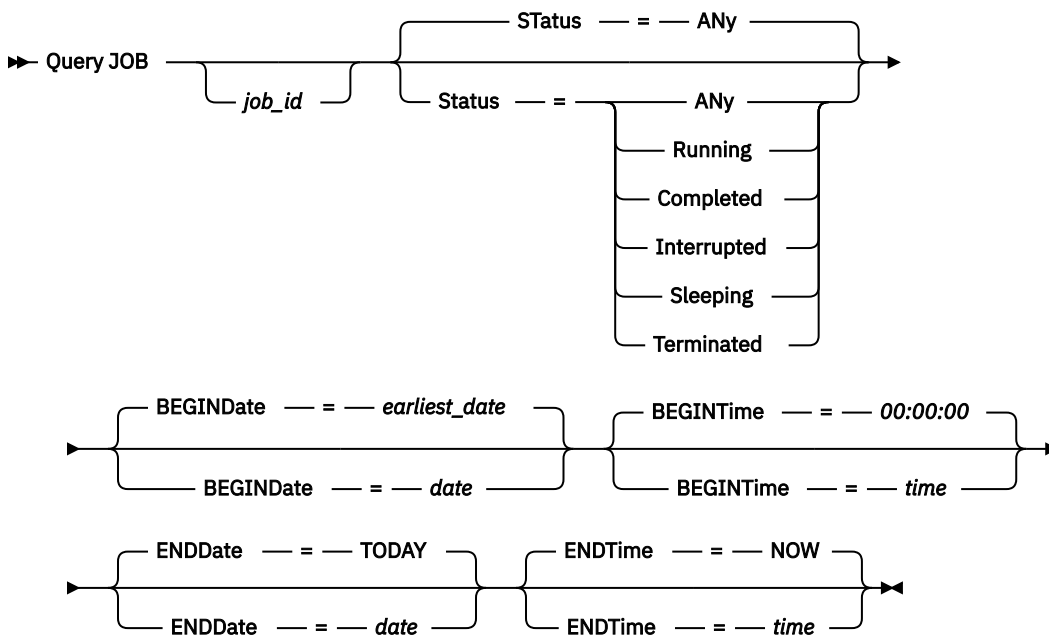 STatus = ANy
Query JOB
job_id
Status = ANy
Running
Completed
Interrupted
Sleeping
Terminated
BEGINDate = earliest_date
BEGINTime = 00:00:00
BEGINDate = date
BEGINTime = time
ENDDate = TODAY
ENDTime = NOW
ENDDate = date
ENDTime = time